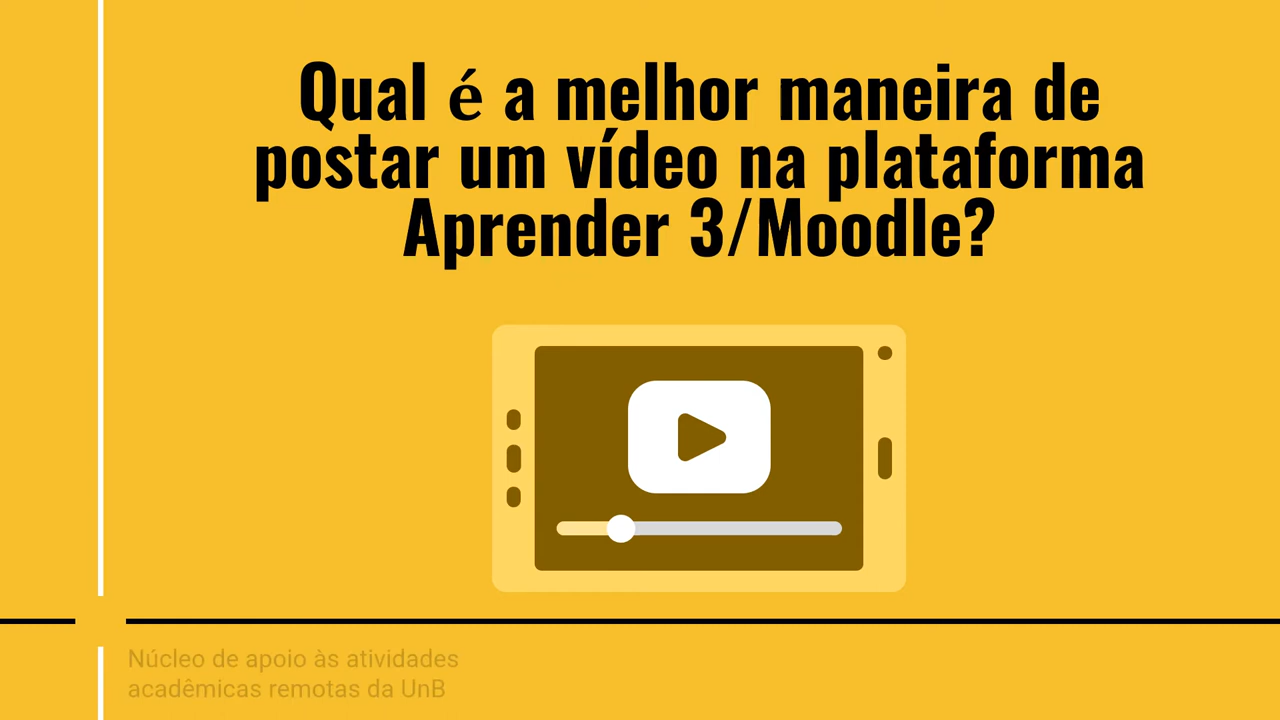 Qual é a melhor maneira de
postar um vídeo na plataforma
Aprender 3/Moodle?
Núcleo de apoio às atividades
acadêmicas remotas da UnB